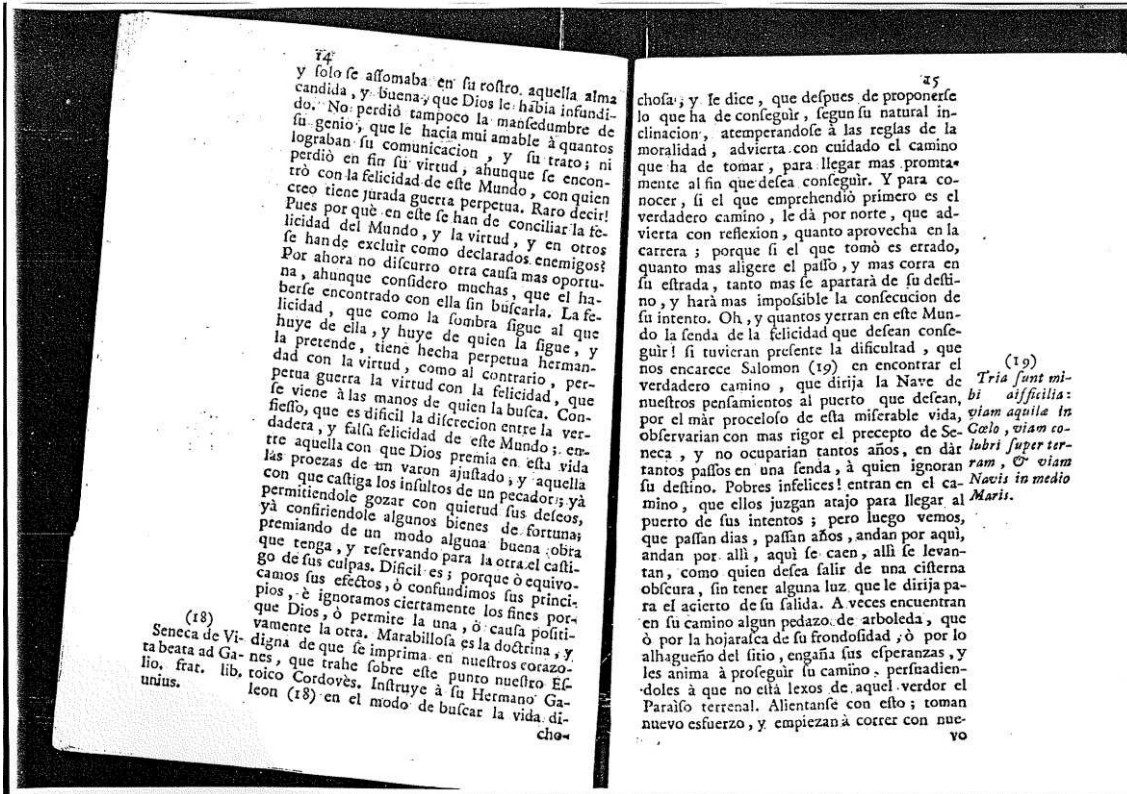 14
y ſolo ſe aſſomaba en ſu roſtro aquella alma
candida, y buena, que Dios le habia infundi-
do. No perdiò tampoco la manſedumbre de
ſu genio, que le hacia mui amable à quantos
lograban ſu comunicacion, y ſu trato; ni
perdiò en fin ſu virtud, ahunque ſe encon-
trò con la felicidad de eſte Mundo, con quien
creo tiene jurada guerra perpetua. Raro decir!
Pues por què en eſte ſe han de conciliar la fe-
licidad del Mundo, y la virtud, y en otros
ſe han de excluir como declarados enemigos?
Por ahora no diſcurro otra cauſa mas oportu-
na, ahunque conſidero muchas, que el ha-
berſe encontrado con ella ſin buſcarla. La fe-
licidad, que como la ſombra ſigue al que
huye de ella, y huye de quien la ſigue, y
la pretende, tiene hecha perpetua herman-
dad con la virtud, como al contrario, per-
petua guerra la virtud con la felicidad, que
ſe viene à las manos de quien la buſca. Con-
fieſſo, que es dificil la diſcrecion entre la ver-
dadera, y falſa felicidad de eſte Mundo; en-
tre aquella con que Dios premia en eſta vida
las proezas de un varon ajuſtado, y aquella
con que caſtiga los inſultos de un pecador; yà
permitiendole gozar con quietud ſus deſeos,
yà confiriendole algunos bienes de fortuna;
premiando de un modo alguna buena obra
que tenga, y reſervando para la otra el caſti-
go de ſus culpas. Dificil es; porque ò equivo-
camos ſus efectos, ò confundimos ſus princi-
pios, è ignoramos ciertamente los fines por-
que Dios, ò permite la una, ò cauſa poſiti-
vamente la otra. Marabilloſa es la doctrina, y
digna de que ſe imprima en nueſtros corazo-
nes, que trahe ſobre eſte punto nueſtro Eſ-
toico Cordovès. Inſtruye à ſu Hermano Ga-
leon (18) en el modo de buſcar la vida di-
cho-
(18)
Seneca de Vi-
ta beata ad Ga-
lio. frat. lib.
unius.
15
choſa; y le dice, que deſpues de proponerſe
lo que ha de conſeguìr, ſegun ſu natural in-
clinacion, atemperandoſe à las reglas de la
moralidad, advierta con cuidado el camino
que ha de tomar, para llegar mas promta-
mente al fin que deſea conſeguìr. Y para co-
nocer, ſi el que emprehendiò primero es el
verdadero camino, le dà por norte, que ad-
vierta con reflexion, quanto aprovecha en la
carrera; porque ſi el que tomò es errado,
quanto mas aligere el paſſo, y mas corra en
ſu eſtrada, tanto mas ſe apartarà de ſu deſti-
no, y harà mas impoſsible la conſecucion de
ſu intento. Oh, y quantos yerran en eſte Mun-
do la ſenda de la felicidad que deſean conſe-
guìr! ſi tuvieran preſente la dificultad, que
nos encarece Salomon (19) en encontrar el
verdadero camino, que dirija la Nave de
nueſtros penſamientos al puerto que deſean,
por el màr proceloſo de eſta miſerable vida,
obſervarian con mas rigor el precepto de Se-
neca, y no ocuparian tantos años, en dàr
tantos paſſos en una ſenda, à quien ignoran
ſu deſtino. Pobres infelices! entran en el ca-
mino, que ellos juzgan atajo para llegar al
puerto de ſus intentos; pero luego vemos,
que paſſan dias, paſſan años, andan por aquì,
andan por allì, aquì ſe caen, allì ſe levan-
tan, como quien deſea ſalir de una ciſterna
obſcura, ſin tener alguna luz que le dirija pa-
ra el acierto de ſu ſalida. A veces encuentran
en ſu camino algun pedazo de arboleda, que
ò por la hojaraſca de ſu frondoſidad, ò por lo
alhagueño del ſitio, engaña ſus eſperanzas, y
les anima à proſeguìr ſu camino, perſuadien-
doles à que no eſtà lexos de aquel verdor el
Paraìſo terrenal. Alientanſe con eſto; toman
nuevo esfuerzo, y empiezan à correr con nue-
vo
(19)
Tria ſunt mi-
bi difficilia:
viam aquilæ in
Cœlo, viam co-
lubri ſuper ter-
ram, & viam
Navis in medio
Maris.